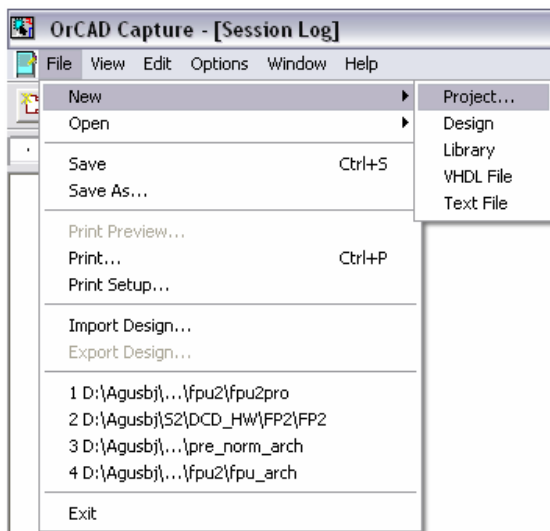 OrCAD Capture - [Session Log]
File View Edit Options Window Help
New
Open
Save Ctrl+S
Save As...
Print Preview...
Print... Ctrl+P
Print Setup...
Import Design...
Export Design...
1 D:\Agusbj\...\fpu2\fpu2pro
2 D:\Agusbj\S2\DCD_HW\FP2\FP2
3 D:\Agusbj\...\pre_norm_arch
4 D:\Agusbj\...\fpu2\fpu_arch
Exit
Project...
Design
Library
VHDL File
Text File